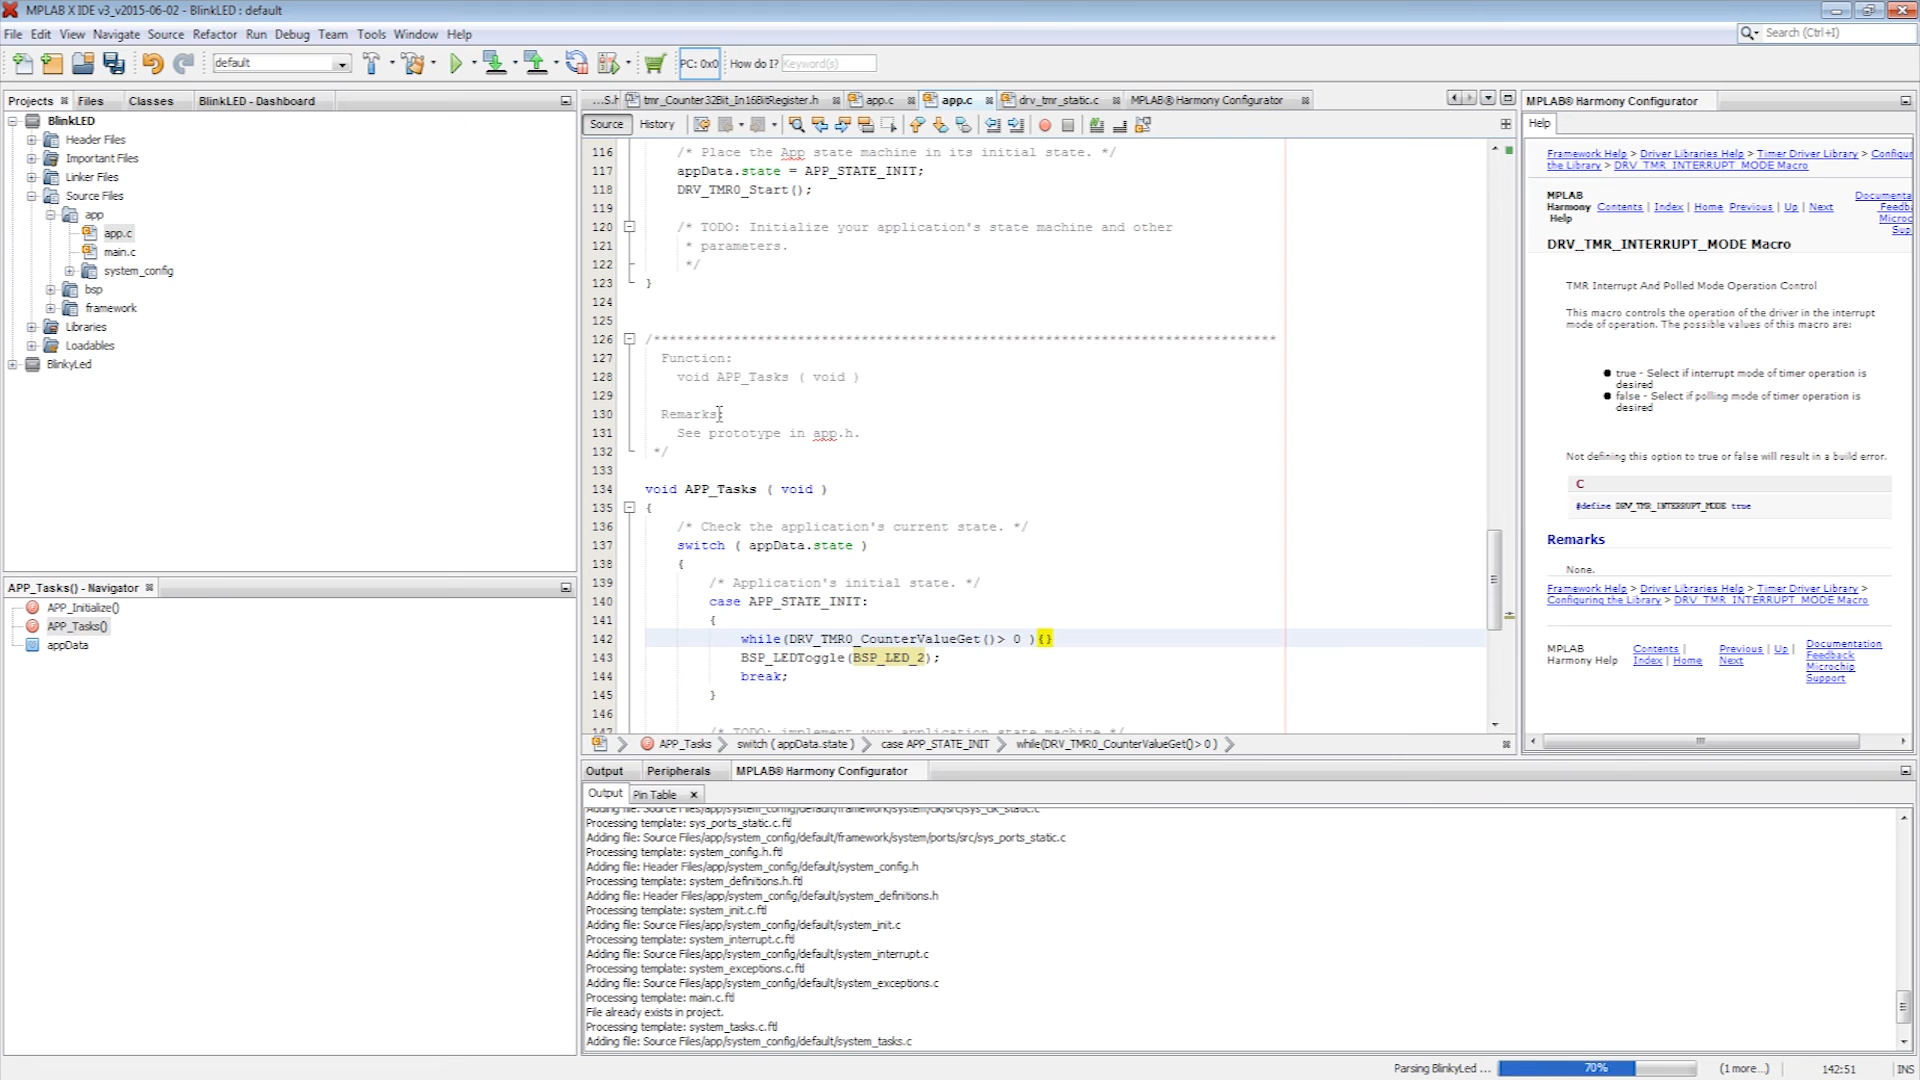 MPLAB X IDE v3_v2015-06-02 - BlinkLED : default
File Edit View Navigate Source Refactor Run Debug Team Tools Window Help
Search (Ctrl+I)
default
PC: 0x0
How do I? Keyword(s)
Projects Files Classes BlinkLED - Dashboard
BlinkLED
Header Files
Important Files
Linker Files
Source Files
app
app.c
main.c
system_config
bsp
framework
Libraries
Loadables
BlinkyLed
APP_Tasks() - Navigator
APP_Initialize()
APP_Tasks()
appData
...S.h tmr_Counter32Bit_In16BitRegister.h app.c app.c drv_tmr_static.c MPLAB® Harmony Configurator
Source History
116 /* Place the App state machine in its initial state. */
117 appData.state = APP_STATE_INIT;
118 DRV_TMR0_Start();
119
120 /* TODO: Initialize your application's state machine and other
121 * parameters.
122 */
123 }
124
125
126 /******************************************************************************
127 Function:
128 void APP_Tasks ( void )
129
130 Remarks:
131 See prototype in app.h.
132 */
133
134 void APP_Tasks ( void )
135 {
136 /* Check the application's current state. */
137 switch ( appData.state )
138 {
139 /* Application's initial state. */
140 case APP_STATE_INIT:
141 {
142 while(DRV_TMR0_CounterValueGet()> 0 ){}
143 BSP_LEDToggle(BSP_LED_2);
144 break;
145 }
146
147 /* TODO: implement your application state machine */
APP_Tasks switch ( appData.state ) case APP_STATE_INIT while(DRV_TMR0_CounterValueGet()> 0 )
MPLAB® Harmony Configurator
Help
Framework Help > Driver Libraries Help > Timer Driver Library > Configur
the Library > DRV_TMR_INTERRUPT_MODE Macro
MPLAB Harmony Help
Contents | Index | Home Previous | Up | Next
Documenta
Feedb
Microc
Sup
DRV_TMR_INTERRUPT_MODE Macro
TMR Interrupt And Polled Mode Operation Control
This macro controls the operation of the driver in the interrupt
mode of operation. The possible values of this macro are:
true - Select if interrupt mode of timer operation is
desired
false - Select if polling mode of timer operation is
desired
Not defining this option to true or false will result in a build error.
C
#define DRV_TMR_INTERRUPT_MODE true
Remarks
None.
Framework Help > Driver Libraries Help > Timer Driver Library >
Configuring the Library > DRV_TMR_INTERRUPT_MODE Macro
MPLAB
Harmony Help
Contents |
Index | Home
Previous | Up |
Next
Documentation
Feedback
Microchip
Support
Output Peripherals MPLAB® Harmony Configurator
Output Pin Table
Adding file: Source Files/app/system_config/default/framework/system/clk/src/sys_clk_static.c
Processing template: sys_ports_static.c.ftl
Adding file: Source Files/app/system_config/default/framework/system/ports/src/sys_ports_static.c
Processing template: system_config.h.ftl
Adding file: Header Files/app/system_config/default/system_config.h
Processing template: system_definitions.h.ftl
Adding file: Header Files/app/system_config/default/system_definitions.h
Processing template: system_init.c.ftl
Adding file: Source Files/app/system_config/default/system_init.c
Processing template: system_interrupt.c.ftl
Adding file: Source Files/app/system_config/default/system_interrupt.c
Processing template: system_exceptions.c.ftl
Adding file: Source Files/app/system_config/default/system_exceptions.c
Processing template: main.c.ftl
File already exists in project.
Processing template: system_tasks.c.ftl
Adding file: Source Files/app/system_config/default/system_tasks.c
Parsing BlinkyLed ... 70% (1 more...) 142:51 INS